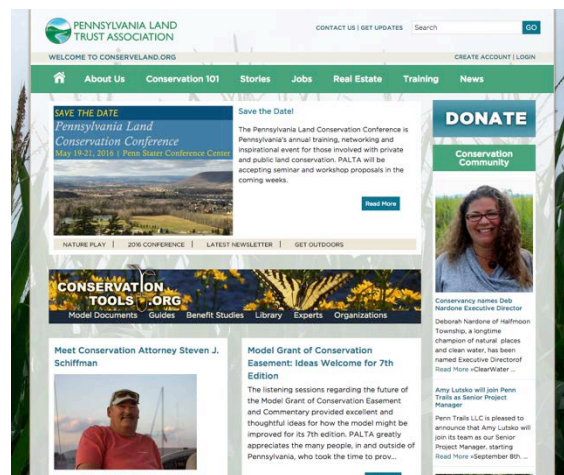 PENNSYLVANIA LAND
TRUST ASSOCIATION
CONTACT US | GET UPDATES
Search
GO
WELCOME TO CONSERVELAND.ORG
CREATE ACCOUNT | LOGIN
About Us
Conservation 101
Stories
Jobs
Real Estate
Training
News
SAVE THE DATE
Pennsylvania Land
Conservation Conference
May 19-21, 2016 | Penn Stater Conference Center
Save the Date!
The Pennsylvania Land Conservation Conference is
Pennsylvania's annual training, networking and
inspirational event for those involved with private
and public land conservation. PALTA will be
accepting seminar and workshop proposals in the
coming weeks.
Read More
NATURE PLAY |
2016 CONFERENCE |
LATEST NEWSLETTER |
GET OUTDOORS
DONATE
Conservation
Community
Conservancy names Deb
Nardone Executive Director
Deborah Nardone of Halfmoon
Township, a longtime
champion of natural places
and clean water, has been
named Executive Directorof
Read More »ClearWater ...
Amy Lutsko will join Penn
Trails as Senior Project
Manager
Penn Trails LLC is pleased to
announce that Amy Lutsko will
join its team as our Senior
Project Manager, starting
Read More »September 8th. ...
CONSERVATION
TOOLS .ORG
Model Documents
Guides
Benefit Studies
Library
Experts
Organizations
Meet Conservation Attorney Steven J.
Schiffman
Model Grant of Conservation
Easement: Ideas Welcome for 7th
Edition
The listening sessions regarding the future of
the Model Grant of Conservation Easement
and Commentary provided excellent and
thoughtful ideas for how the model might be
improved for its 7th edition. PALTA greatly
appreciates the many people, in and outside of
Pennsylvania, who took the time to prov...